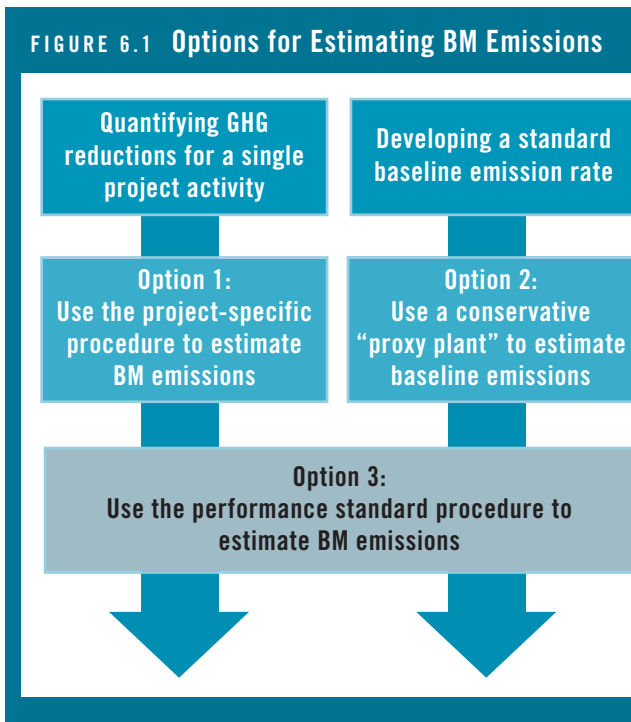 FIGURE 6.1 Options for Estimating BM Emissions
Quantifying GHG
reductions for a single
project activity
Developing a standard
baseline emission rate
Option 1:
Use the project-specific
procedure to estimate
BM emissions
Option 2:
Use a conservative
“proxy plant” to estimate
baseline emissions
Option 3:
Use the performance standard procedure to
estimate BM emissions